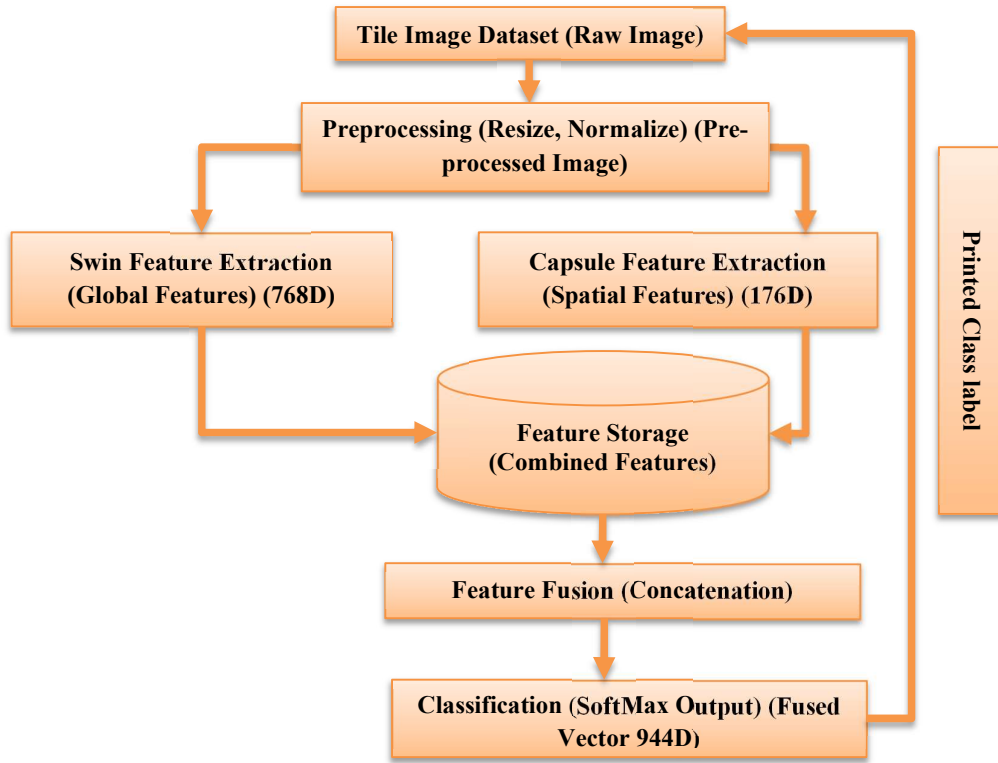 Tile Image Dataset (Raw Image)
Preprocessing (Resize, Normalize) (Pre-
processed Image)
Swin Feature Extraction
(Global Features) (768D)
Capsule Feature Extraction
(Spatial Features) (176D)
Feature Storage
(Combined Features)
Feature Fusion (Concatenation)
Classification (SoftMax Output) (Fused
Vector 944D)
Printed Class label